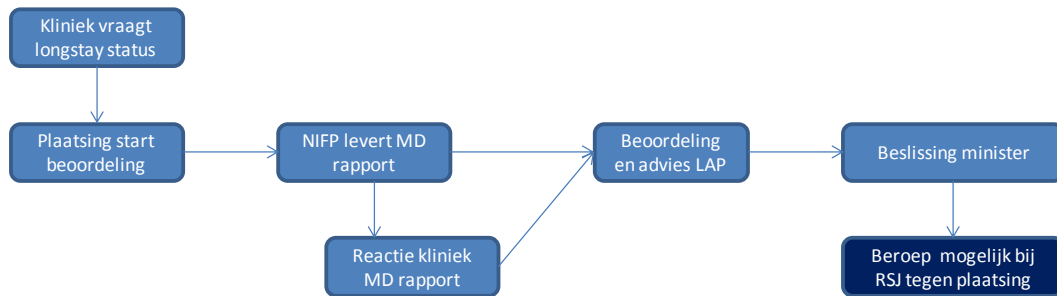 Kliniek vraagt
longstay status
Plaatsing start
beoordeling
NIFP levert MD
rapport
Beoordeling
en advies LAP
Beslissing minister
Reactie kliniek
MD rapport
Beroep mogelijk bij
RSJ tegen plaatsing